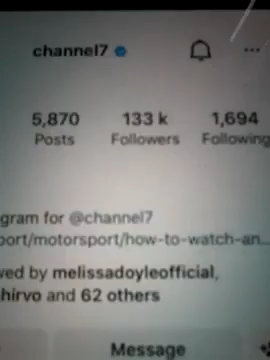 channel7
5,870 133 k 1,694
Posts Followers Following
gram for @channel7
port/motorsport/how-to-watch-an...
wed by melissadoyleofficial,
hirvo and 62 others
Message